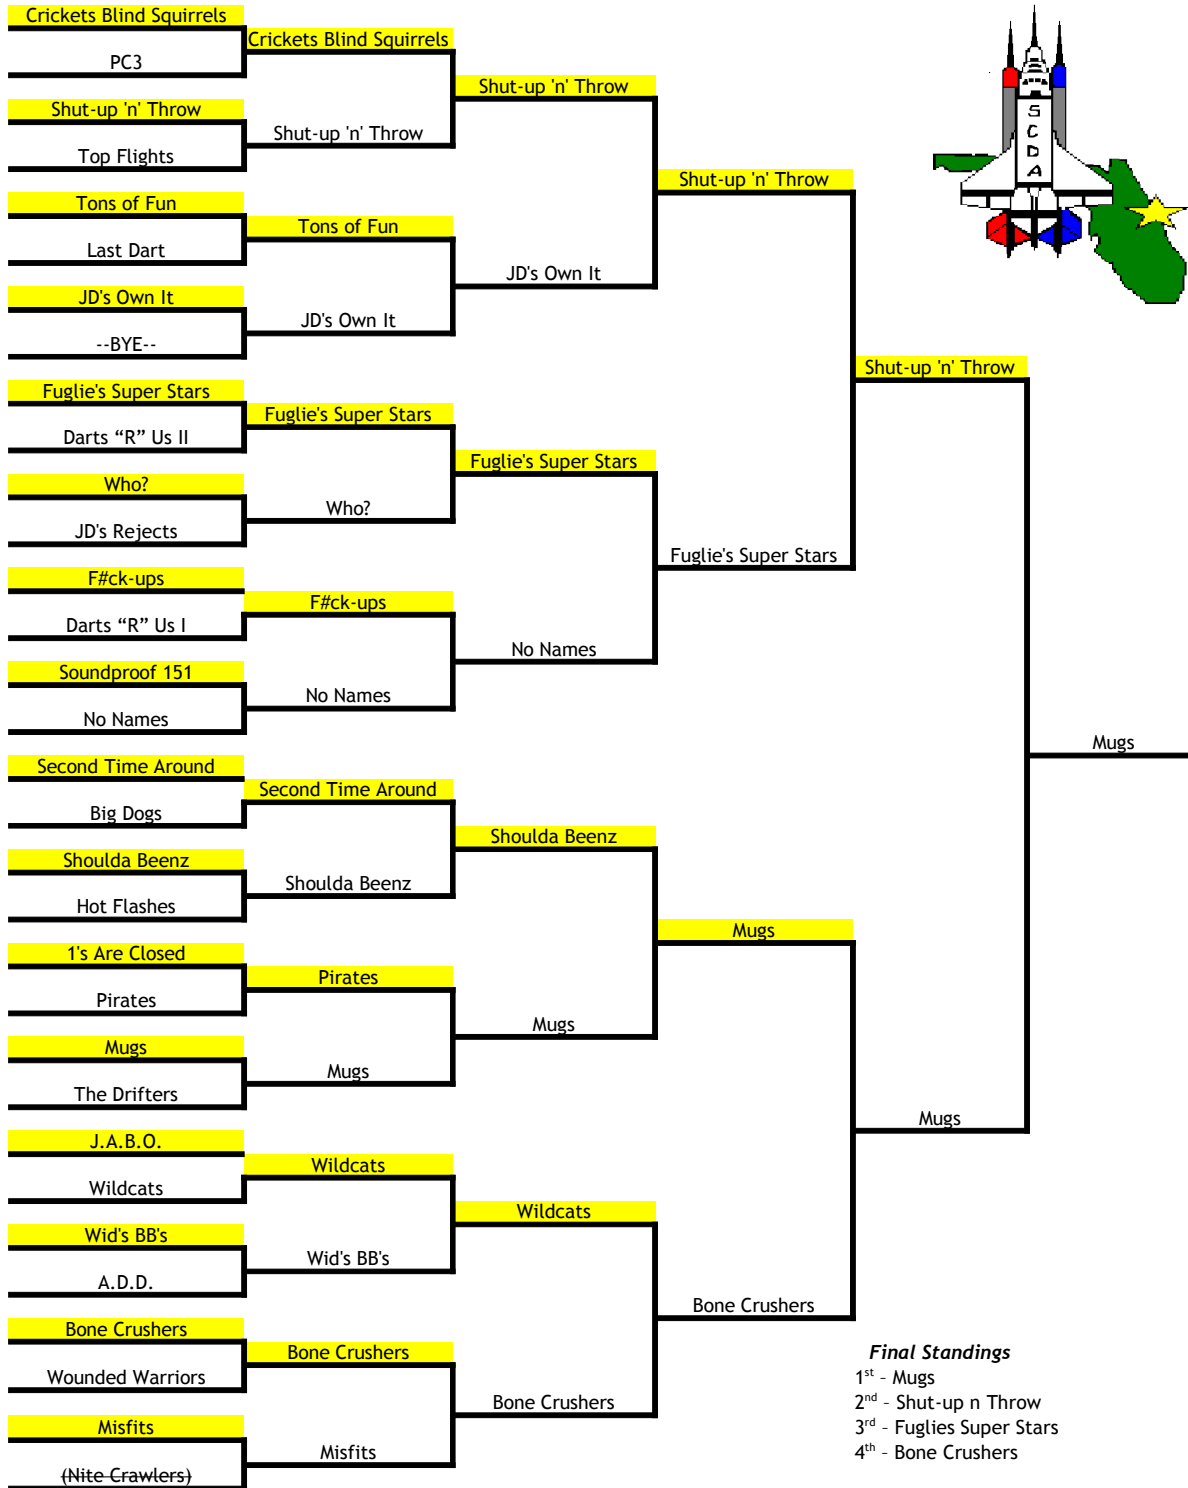 Crickets Blind Squirrels
PC3
Shut-up 'n' Throw
Top Flights
Tons of Fun
Last Dart
JD's Own It
--BYE--
Fuglie's Super Stars
Darts “R” Us II
Who?
JD's Rejects
F#ck-ups
Darts “R” Us I
Soundproof 151
No Names
Second Time Around
Big Dogs
Shoulda Beenz
Hot Flashes
1's Are Closed
Pirates
Mugs
The Drifters
J.A.B.O.
Wildcats
Wid's BB's
A.D.D.
Bone Crushers
Wounded Warriors
Misfits
(Nite Crawlers)
Crickets Blind Squirrels
Shut-up 'n' Throw
Tons of Fun
JD's Own It
Fuglie's Super Stars
Who?
F#ck-ups
No Names
Second Time Around
Shoulda Beenz
Pirates
Mugs
Wildcats
Wid's BB's
Bone Crushers
Misfits
Shut-up 'n' Throw
JD's Own It
Fuglie's Super Stars
No Names
Shoulda Beenz
Mugs
Wildcats
Bone Crushers
Shut-up 'n' Throw
Fuglie's Super Stars
Mugs
Bone Crushers
Shut-up 'n' Throw
Mugs
Mugs
SCDA
Final Standings
1st - Mugs
2nd - Shut-up n Throw
3rd - Fuglies Super Stars
4th - Bone Crushers